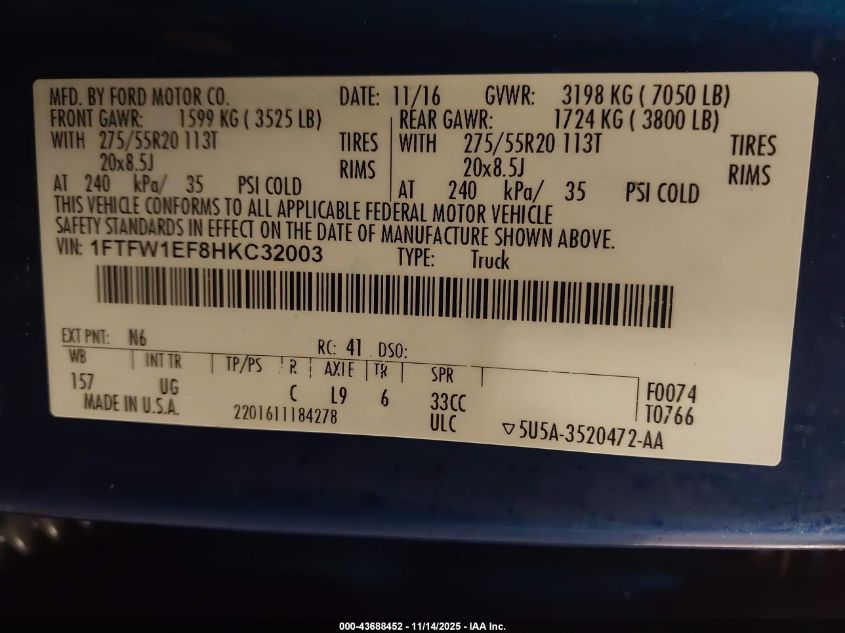 MFD. BY FORD MOTOR CO. DATE: 11/16 GVWR: 3198 KG ( 7050 LB)
FRONT GAWR: 1599 KG ( 3525 LB) REAR GAWR: 1724 KG ( 3800 LB)
WITH 275/55R20 113T TIRES WITH 275/55R20 113T TIRES
20x8.5J RIMS 20x8.5J RIMS
AT 240 kPa/ 35 PSI COLD AT 240 kPa/ 35 PSI COLD
THIS VEHICLE CONFORMS TO ALL APPLICABLE FEDERAL MOTOR VEHICLE
SAFETY STANDARDS IN EFFECT ON THE DATE OF MANUFACTURE SHOWN ABOVE.
VIN: 1FTFW1EF8HKC32003 TYPE: Truck
EXT PNT: N6 RC: 41 DSO:
WB INT TR TP/PS R AXIE TR SPR
157 UG C L9 6 33CC F0074
MADE IN U.S.A. 2201611184278 ULC T0766
5U5A-3520472-AA
000-43688452 - 11/14/2025 - IAA Inc.